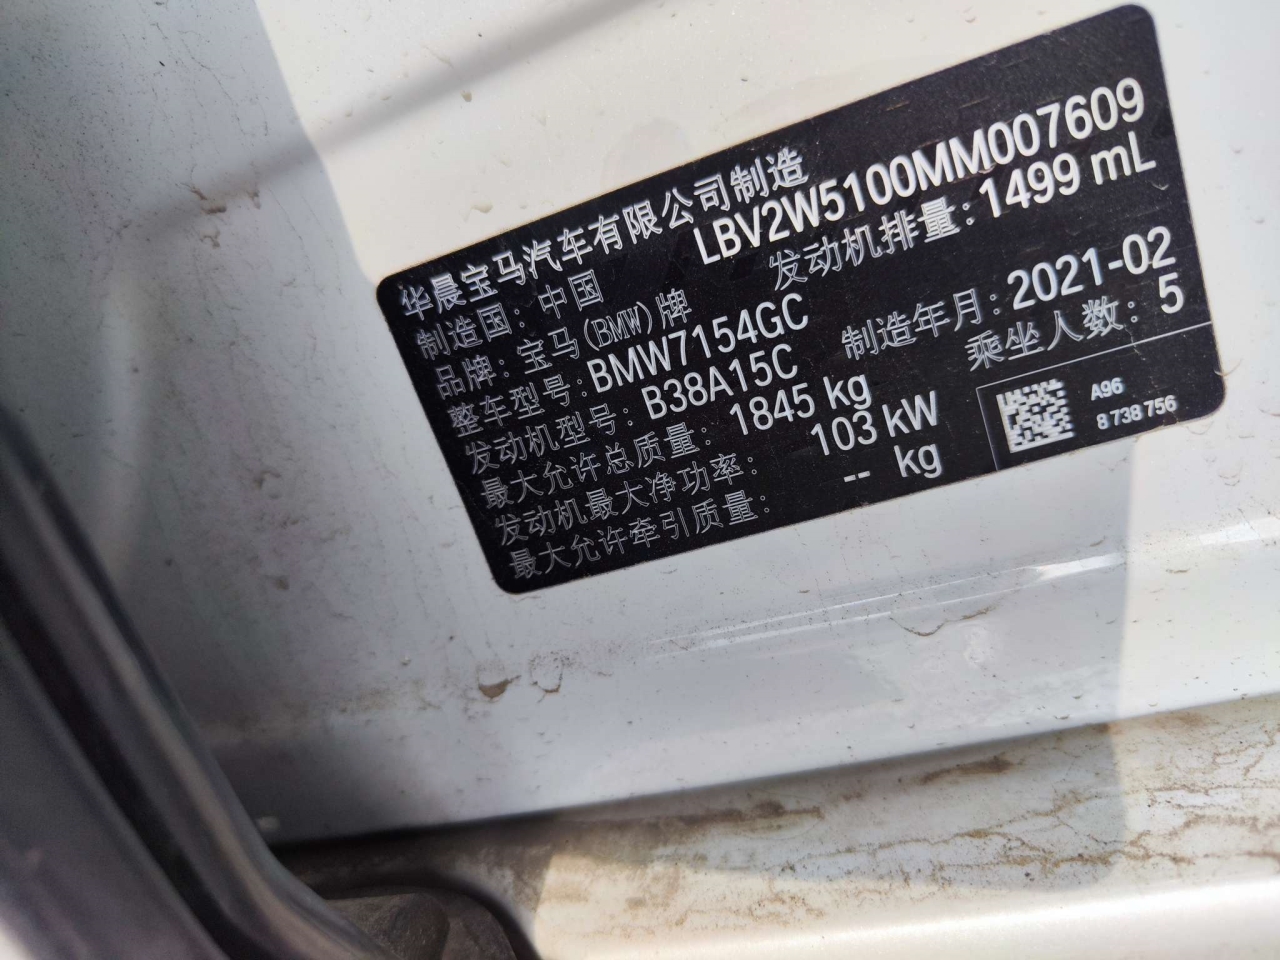 华晨宝马汽车有限公司制造
LBV2W5100MM007609
制造国：中国
发动机排量：1499 mL
品牌：宝马(BMW)牌
整车型号：BMW7154GC
制造年月：2021-02
发动机型号：B38A15C
乘坐人数：5
最大允许总质量：1845 kg
发动机最大净功率：103 kW
最大允许牵引质量：-- kg
A96
8 738 756